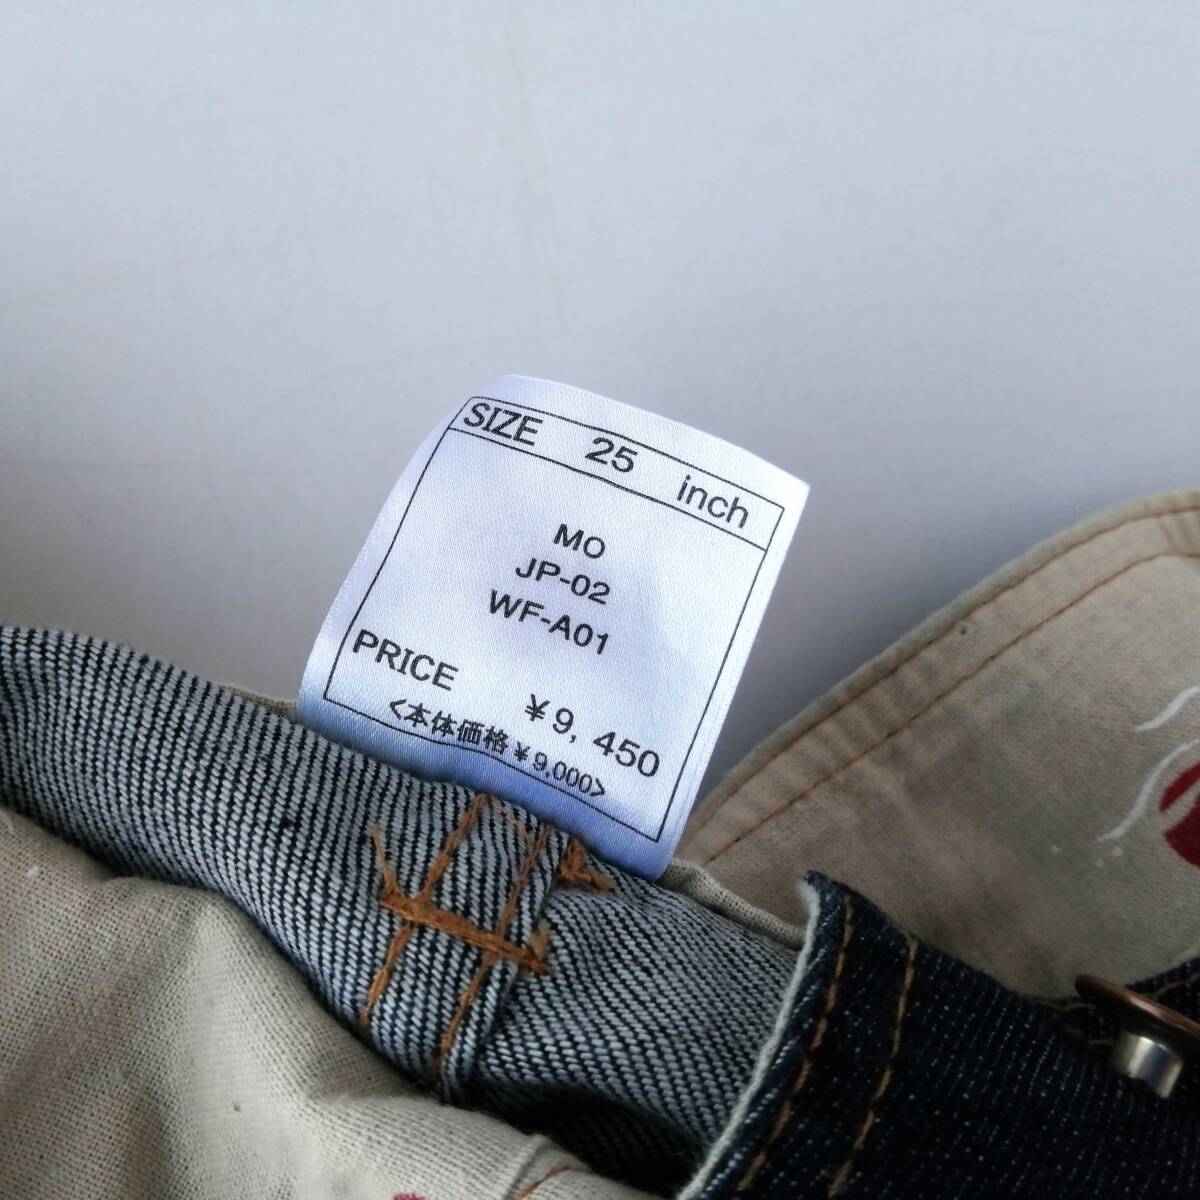 SIZE 25 inch
MO
JP-02
WF-A01
PRICE ¥9,450
<本体価格¥9,000>